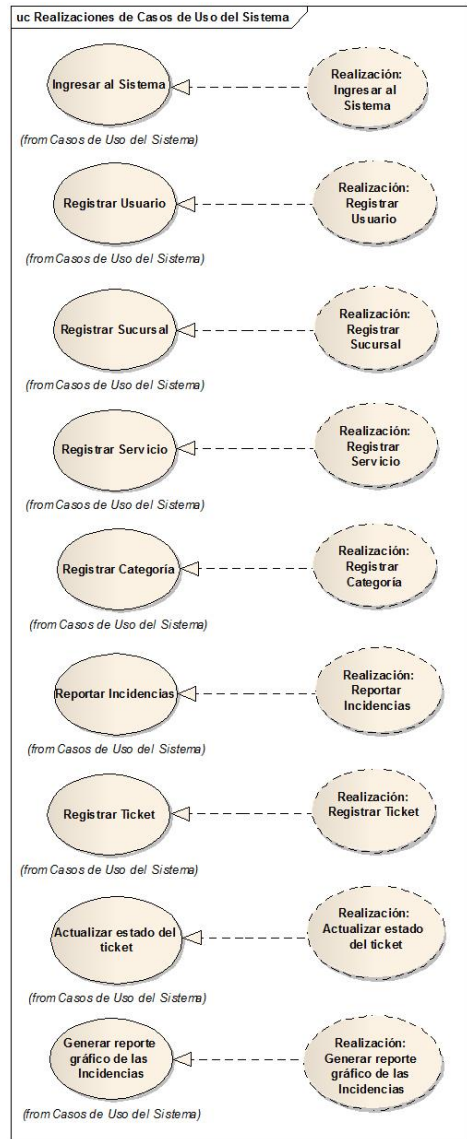 uc Realizaciones de Casos de Uso del Sistema
Ingresar al Sistema
Realización:
Ingresar al
Sistema
(from Casos de Uso del Sistema)
Registrar Usuario
Realización:
Registrar
Usuario
(from Casos de Uso del Sistema)
Registrar Sucursal
Realización:
Registrar
Sucursal
(from Casos de Uso del Sistema)
Registrar Servicio
Realización:
Registrar
Servicio
(from Casos de Uso del Sistema)
Registrar Categoría
Realización:
Registrar
Categoría
(from Casos de Uso del Sistema)
Reportar Incidencias
Realización:
Reportar
Incidencias
(from Casos de Uso del Sistema)
Registrar Ticket
Realización:
Registrar Ticket
(from Casos de Uso del Sistema)
Actualizar estado del
ticket
Realización:
Actualizar estado
del ticket
(from Casos de Uso del Sistema)
Generar reporte
gráfico de las
Incidencias
Realización:
Generar reporte
gráfico de las
Incidencias
(from Casos de Uso del Sistema)